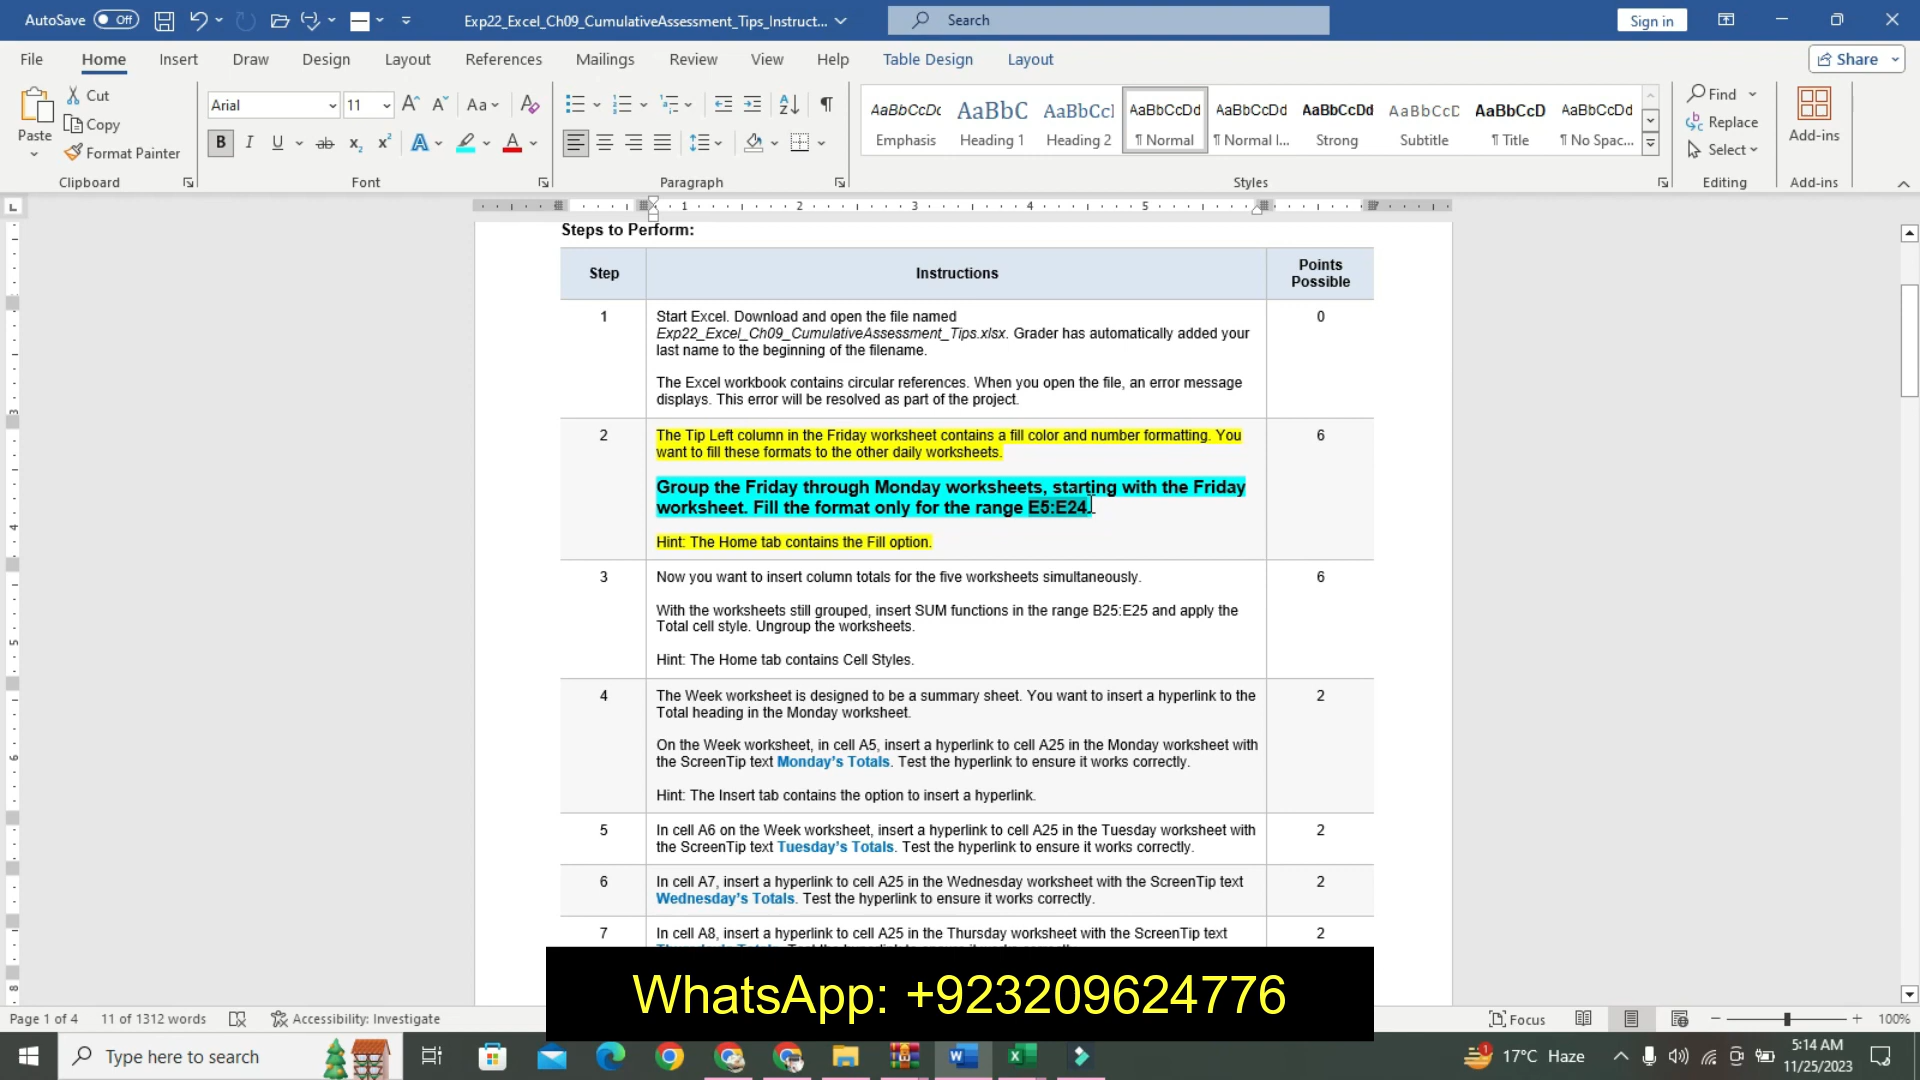 AutoSave Off
Exp22_Excel_Ch09_CumulativeAssessment_Tips_Instruct...
Search
Sign in
File Home Insert Draw Design Layout References Mailings Review View Help Table Design Layout
Share
Paste
Cut
Copy
Format Painter
Clipboard
Arial 11
Aa
B I U ab x₂ x² A A
Font
Paragraph
AaBbCcDc AaBbC AaBbCcI AaBbCcDd AaBbCcDd AaBbCcDd AaBbCcD AaBbCcD AaBbCcDd
Emphasis Heading 1 Heading 2 ¶ Normal ¶ Normal I... Strong Subtitle ¶ Title ¶ No Spac...
Styles
Find
Replace
Select
Editing
Add-ins
Add-ins
1 2 3 4 5
Steps to Perform:
Step Instructions Points Possible
1 Start Excel. Download and open the file named 0
Exp22_Excel_Ch09_CumulativeAssessment_Tips.xlsx. Grader has automatically added your
last name to the beginning of the filename.
The Excel workbook contains circular references. When you open the file, an error message
displays. This error will be resolved as part of the project.
2 The Tip Left column in the Friday worksheet contains a fill color and number formatting. You 6
want to fill these formats to the other daily worksheets.
Group the Friday through Monday worksheets, starting with the Friday
worksheet. Fill the format only for the range E5:E24.
Hint: The Home tab contains the Fill option.
3 Now you want to insert column totals for the five worksheets simultaneously. 6
With the worksheets still grouped, insert SUM functions in the range B25:E25 and apply the
Total cell style. Ungroup the worksheets.
Hint: The Home tab contains Cell Styles.
4 The Week worksheet is designed to be a summary sheet. You want to insert a hyperlink to the 2
Total heading in the Monday worksheet.
On the Week worksheet, in cell A5, insert a hyperlink to cell A25 in the Monday worksheet with
the ScreenTip text Monday’s Totals. Test the hyperlink to ensure it works correctly.
Hint: The Insert tab contains the option to insert a hyperlink.
5 In cell A6 on the Week worksheet, insert a hyperlink to cell A25 in the Tuesday worksheet with 2
the ScreenTip text Tuesday’s Totals. Test the hyperlink to ensure it works correctly.
6 In cell A7, insert a hyperlink to cell A25 in the Wednesday worksheet with the ScreenTip text 2
Wednesday’s Totals. Test the hyperlink to ensure it works correctly.
7 In cell A8, insert a hyperlink to cell A25 in the Thursday worksheet with the ScreenTip text 2
WhatsApp: +923209624776
Page 1 of 4 11 of 1312 words Accessibility: Investigate Focus 100%
Type here to search
17°C Haze
5:14 AM
11/25/2023